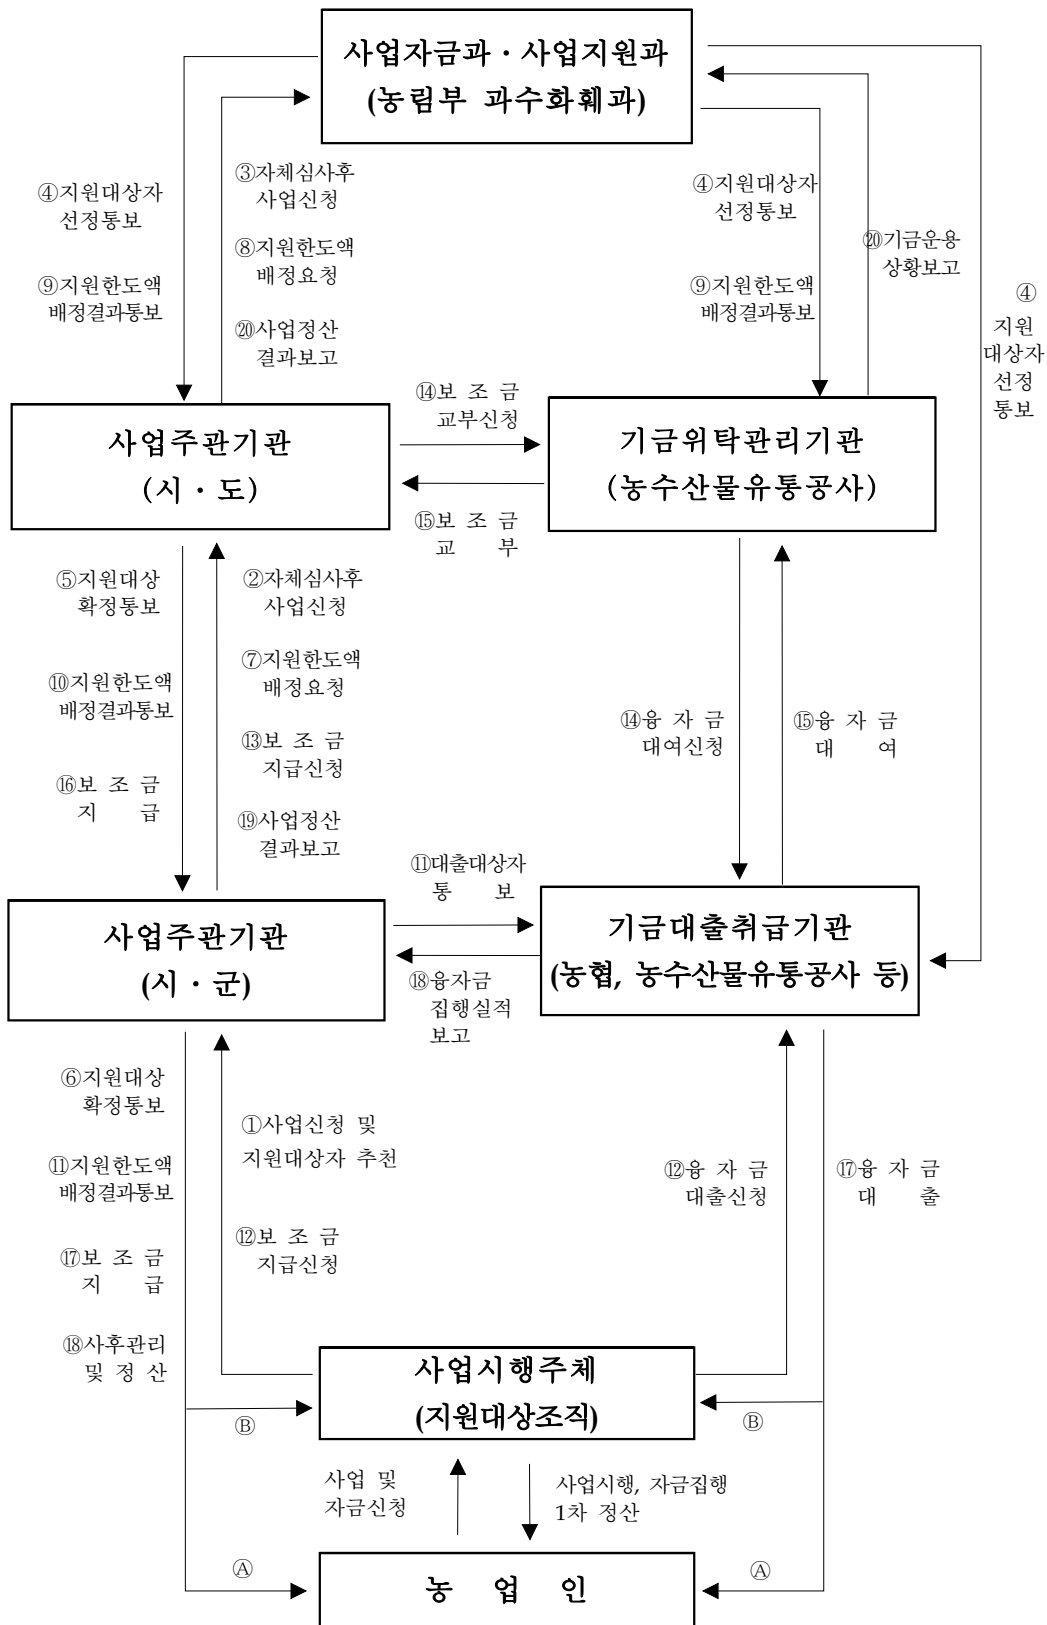 사업자금과 · 사업지원과
(농림부 과수화훼과)
③자체심사후
사업신청
④지원대상자
선정통보
⑧지원한도액
배정요청
⑨지원한도액
배정결과통보
⑳사업정산
결과보고
④지원대상자
선정통보
⑨지원한도액
배정결과통보
⑳기금운용
상황보고
④
지원
대상자
선정
통보
사업주관기관
(시 · 도)
⑭보 조 금
교부신청
⑮보 조 금
교 부
기금위탁관리기관
(농수산물유통공사)
⑤지원대상
확정통보
⑩지원한도액
배정결과통보
⑯보 조 금
지 급
②자체심사후
사업신청
⑦지원한도액
배정요청
⑬보 조 금
지급신청
⑲사업정산
결과보고
⑭융 자 금
대여신청
⑮융 자 금
대 여
사업주관기관
(시 · 군)
⑪대출대상자
통 보
⑱융자금
집행실적
보고
기금대출취급기관
(농협, 농수산물유통공사 등)
⑥지원대상
확정통보
⑪지원한도액
배정결과통보
⑰보 조 금
지 급
⑱사후관리
및 정 산
①사업신청 및
지원대상자 추천
⑫보 조 금
지급신청
⑫융 자 금
대출신청
⑰융 자 금
대 출
사업시행주체
(지원대상조직)
Ⓑ
Ⓑ
사업 및
자금신청
사업시행, 자금집행
1차 정산
Ⓐ
Ⓐ
농 업 인